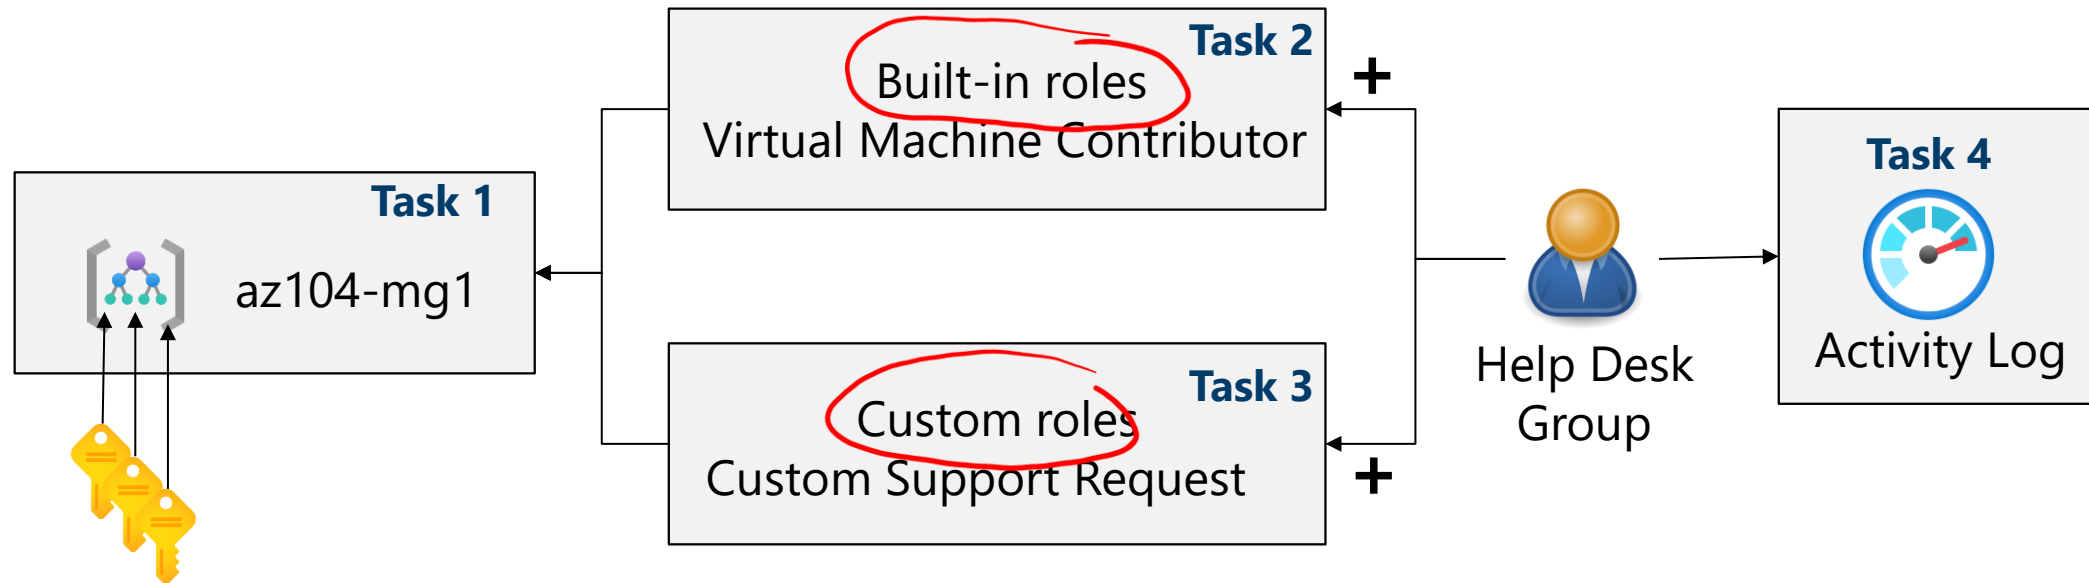 Task 1
az104-mg1
Task 2
Built-in roles
Virtual Machine Contributor
Task 3
Custom roles
Custom Support Request
+
+
Help Desk
Group
Task 4
Activity Log